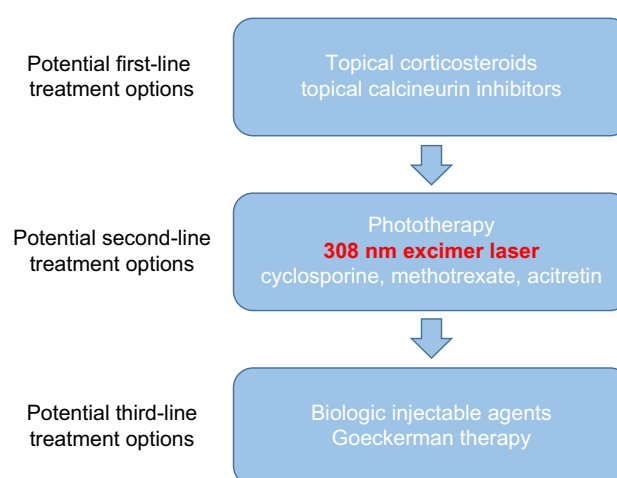 Potential first-line
treatment options
Topical corticosteroids
topical calcineurin inhibitors
Potential second-line
treatment options
Phototherapy
308 nm excimer laser
cyclosporine, methotrexate, acitretin
Potential third-line
treatment options
Biologic injectable agents
Goeckerman therapy